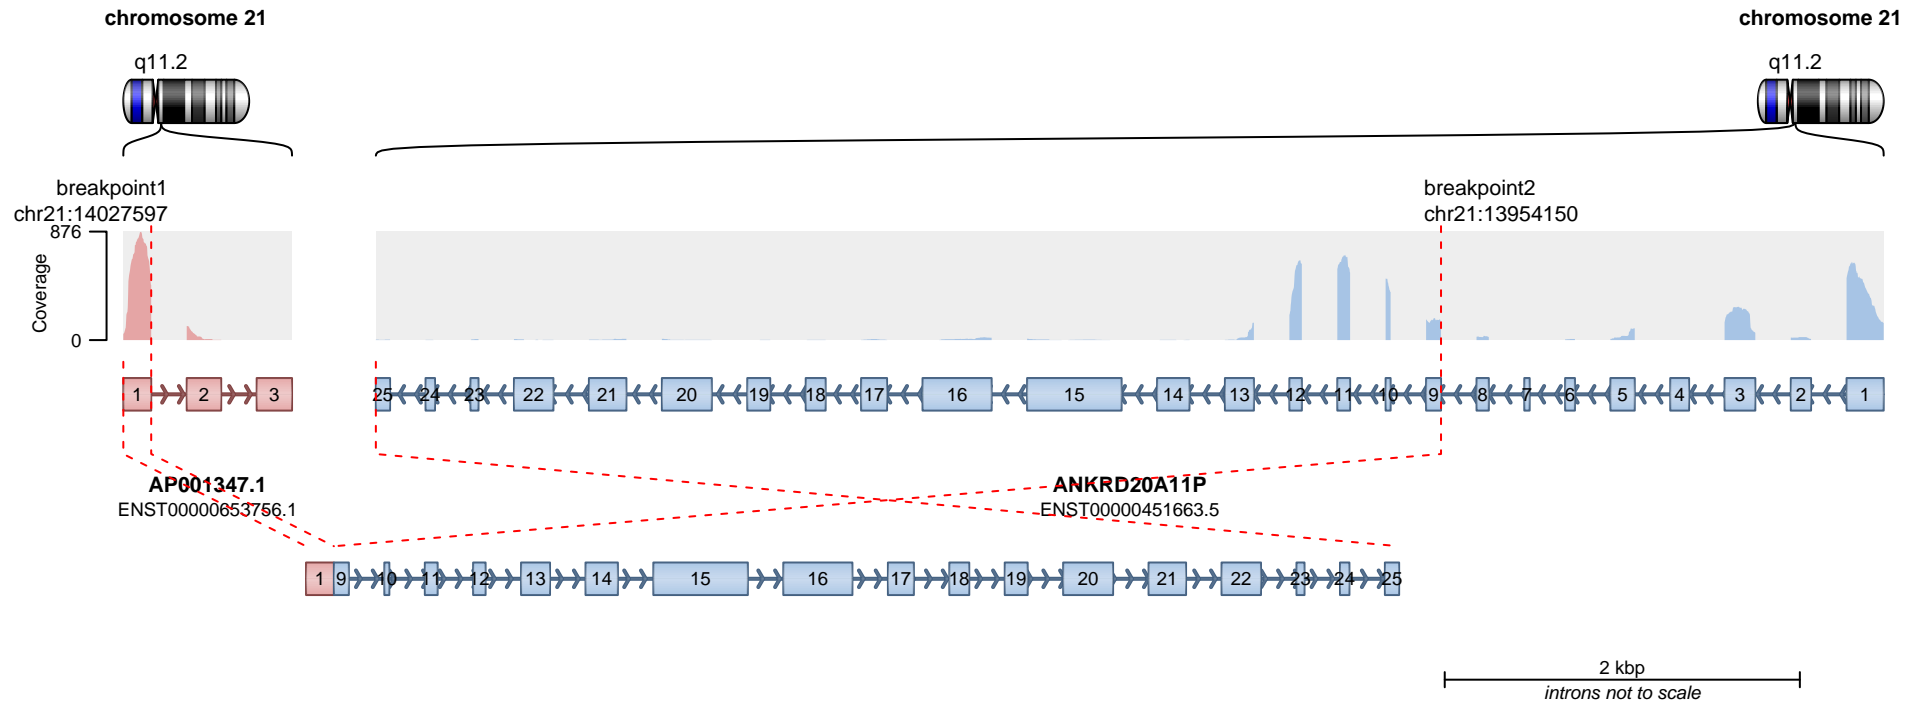 chromosome 21
chromosome 21
q11.2
q11.2
breakpoint1
chr21:14027597
breakpoint2
chr21:13954150
876
Coverage
0
1 2 3
25 24 23 22 21 20 19 18 17 16 15 14 13 12 11 10 9 8 7 6 5 4 3 2 1
AP001347.1
ENST00000653756.1
ANKRD20A11P
ENST00000451663.5
1 9 10 11 12 13 14 15 16 17 18 19 20 21 22 23 24 25
2 kbp
introns not to scale